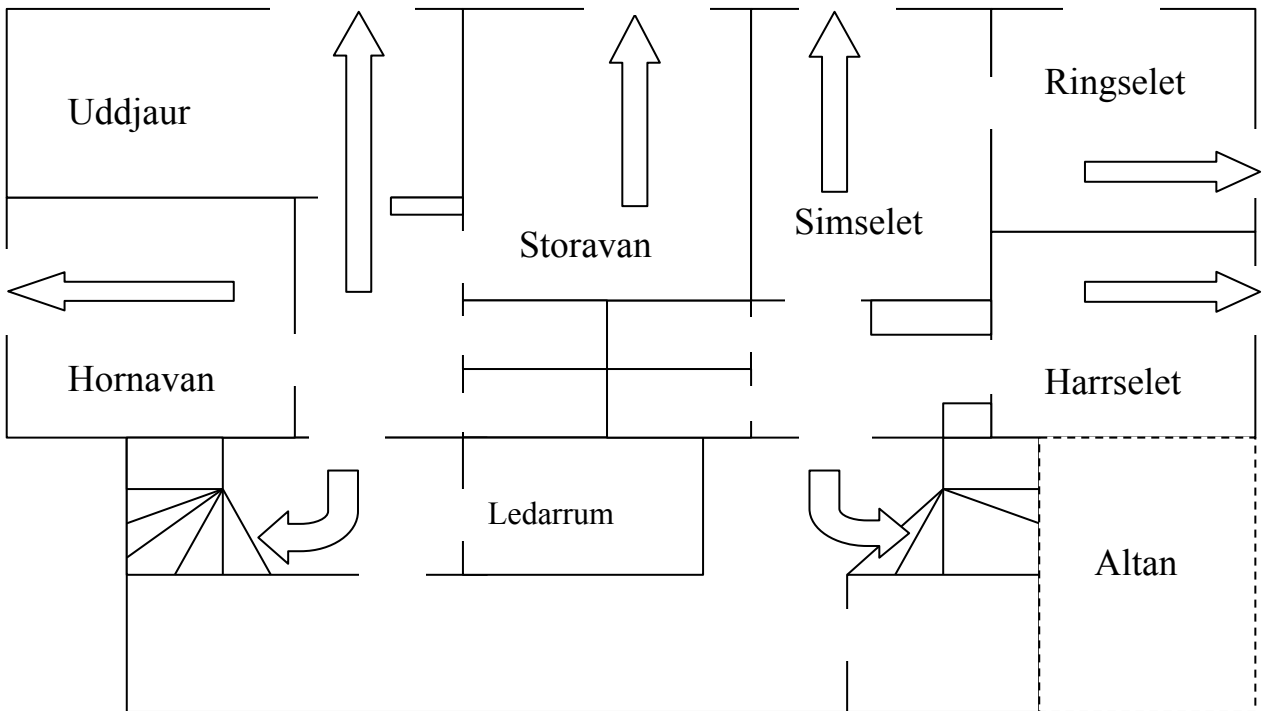 Uddjaur
Ringselet
Storavan
Simselet
Hornavan
Harrselet
Ledarrum
Altan